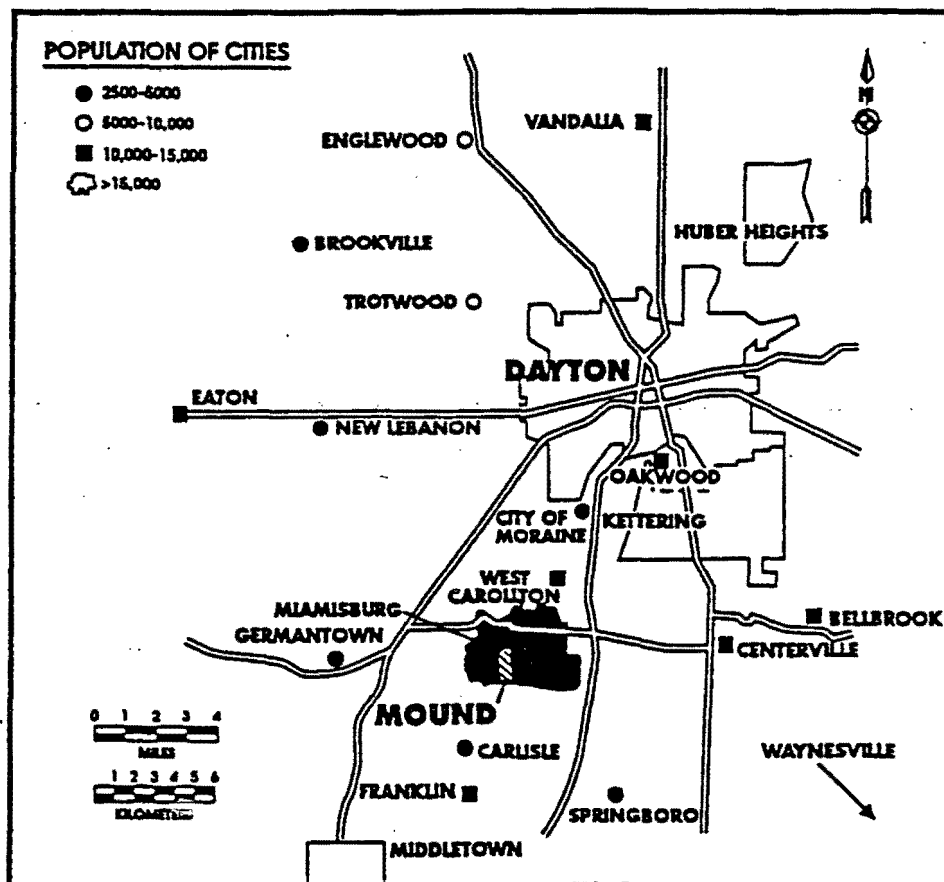 POPULATION OF CITIES
2500-5000
5000-10,000
10,000-15,000
>15,000
N
VANDALIA
ENGLEWOOD
HUBER HEIGHTS
BROOKVILLE
TROTWOOD
DAYTON
EATON
NEW LEBANON
OAKWOOD
CITY OF
MORAINE
KETTERING
WEST
CAROLLTON
MIAMISBURG
GERMANTOWN
BELLBROOK
CENTERVILLE
MOUND
0 1 2 3 4
MILES
CARLISLE
WAYNESVILLE
1 2 3 4 5 6
KILOMETERS
FRANKLIN
SPRINGBORO
MIDDLETOWN